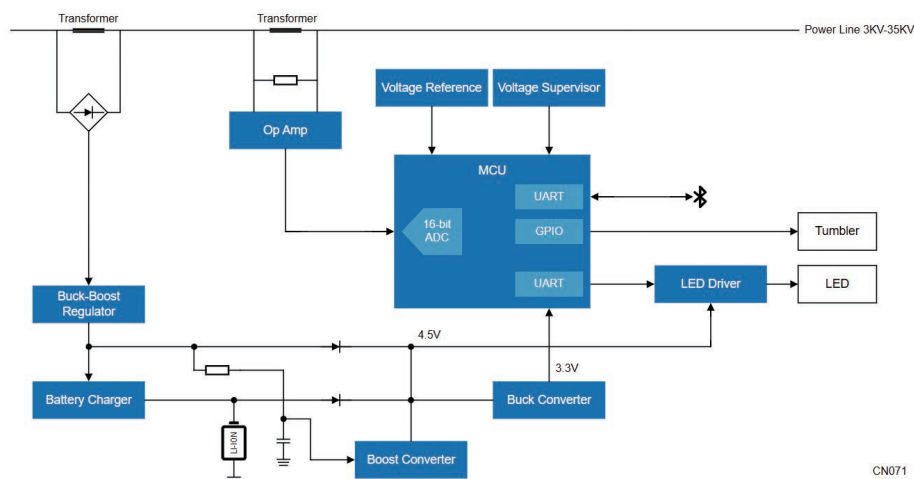 Transformer
Transformer
Power Line 3KV-35KV
Voltage Reference
Voltage Supervisor
Op Amp
MCU
UART
16-bit
ADC
GPIO
Tumbler
UART
LED Driver
LED
Buck-Boost
Regulator
4.5V
3.3V
Battery Charger
Buck Converter
LI-ION
Boost Converter
CN071